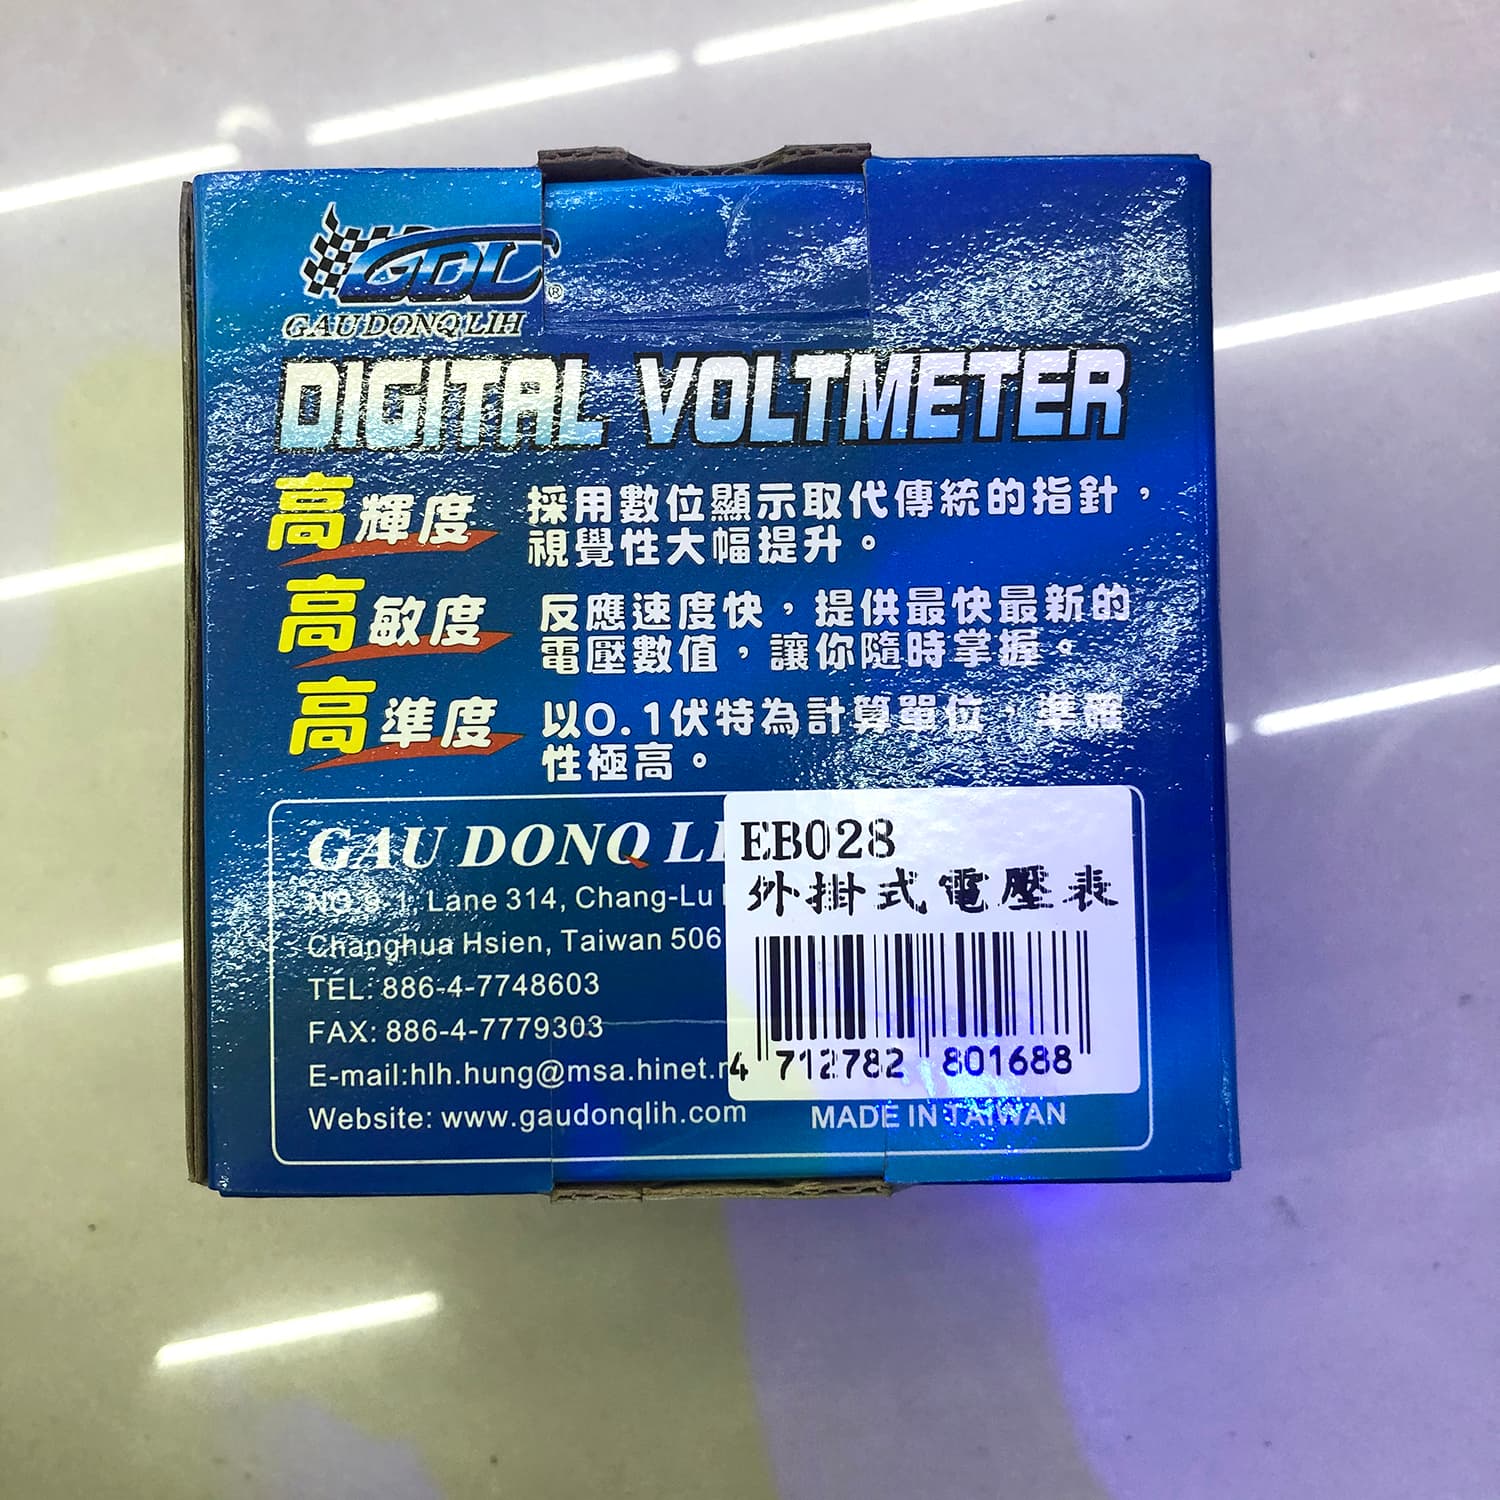 GDL®
GAU DONQ LIH
DIGITAL VOLTMETER
高輝度
採用數位顯示取代傳統的指針，
視覺性大幅提升。
高敏度
反應速度快，提供最快最新的
電壓數值，讓你隨時掌握。
高準度
以0.1伏特為計算單位，準確
性極高。
GAU DONQ LI
NO.9-1, Lane 314, Chang-Lu
Changhua Hsien, Taiwan 506
TEL: 886-4-7748603
FAX: 886-4-7779303
E-mail:hlh.hung@msa.hinet.n
Website: www.gaudonqlih.com
MADE IN TAIWAN
EB028
外掛式電壓表
4 712782 801688